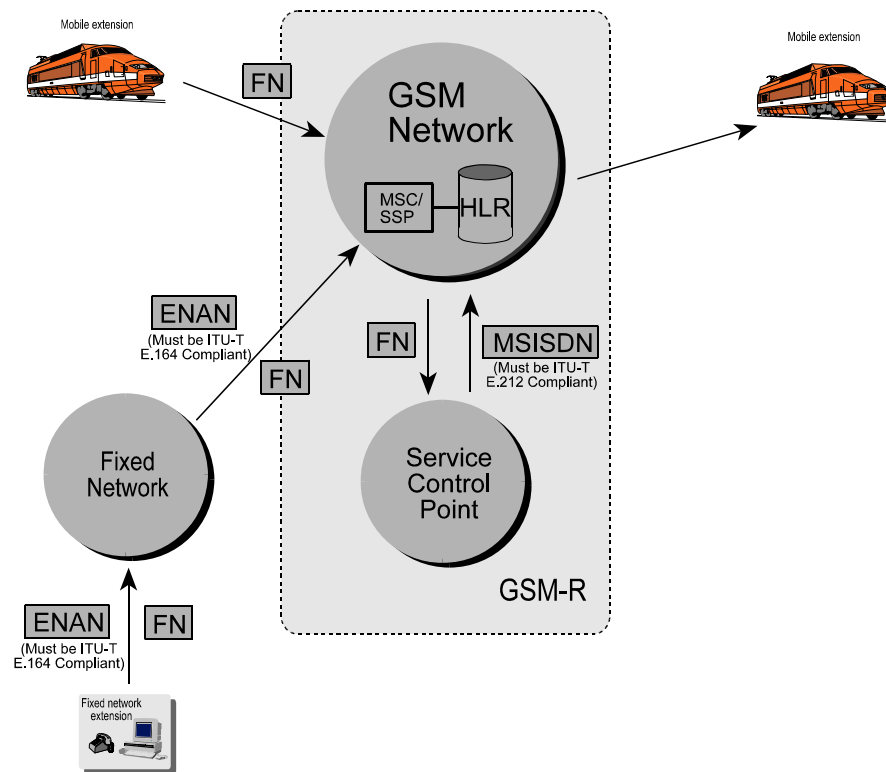 Mobile extension
Mobile extension
FN
GSM
Network
MSC/
SSP
HLR
ENAN
(Must be ITU-T
E.164 Compliant)
FN
FN
MSISDN
(Must be ITU-T
E.212 Compliant)
Fixed
Network
Service
Control
Point
GSM-R
ENAN
(Must be ITU-T
E.164 Compliant)
FN
Fixed network
extension